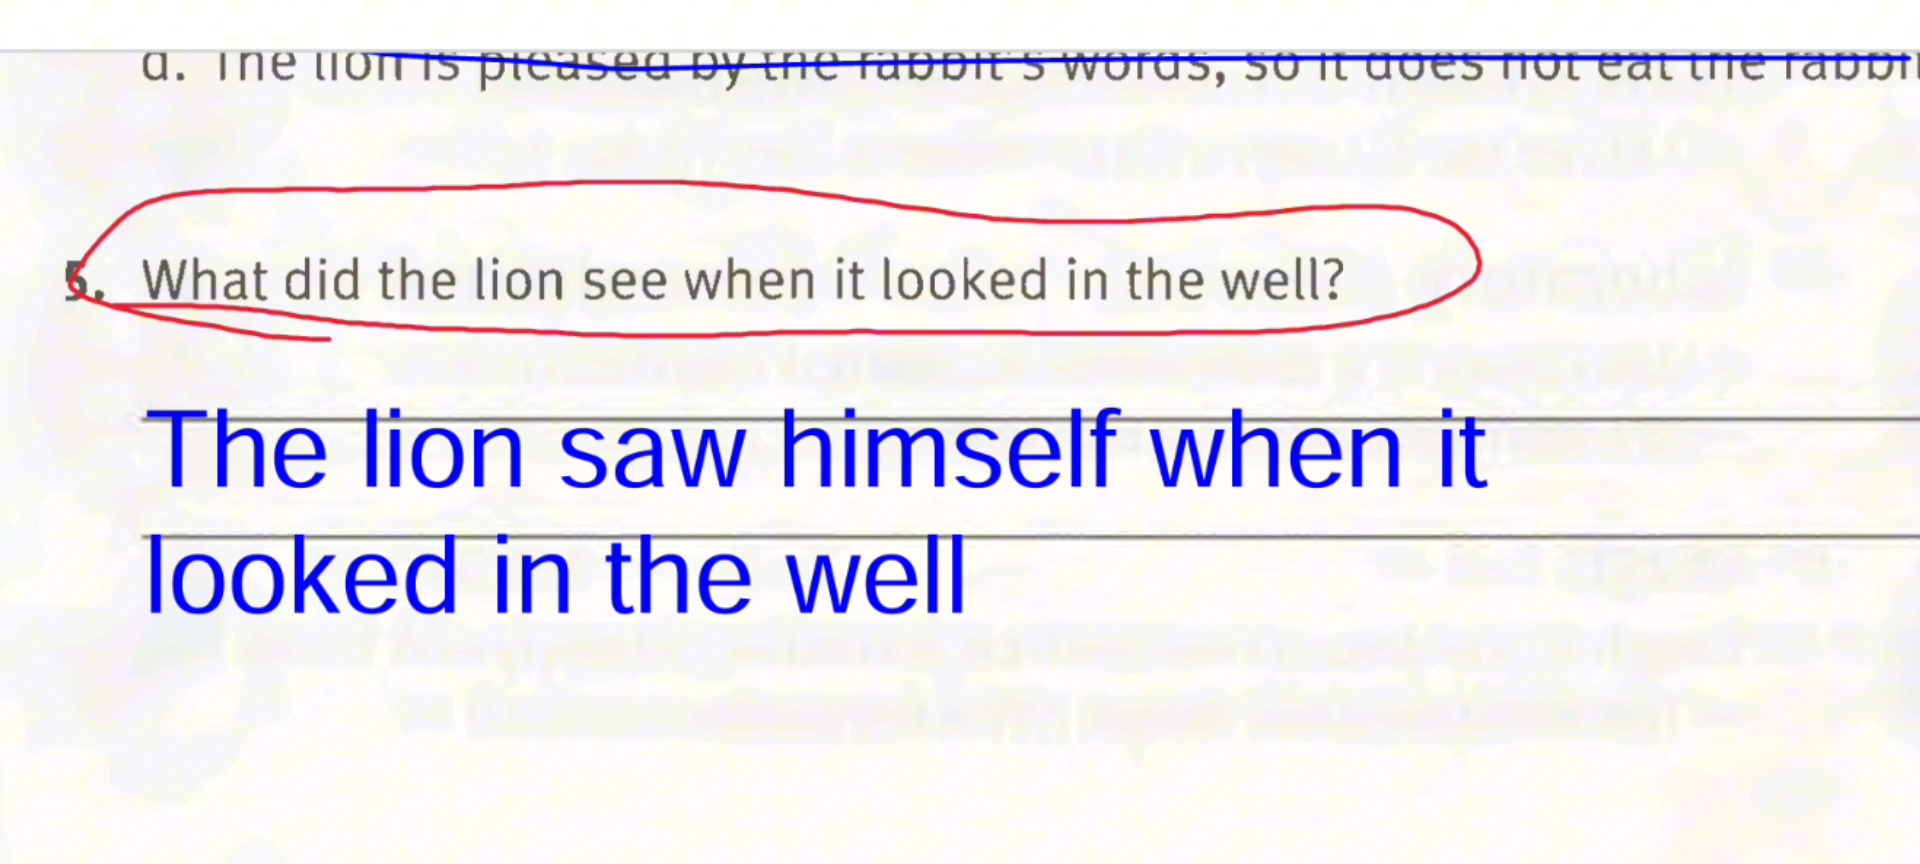 d. The lion is pleased by the rabbit's words, so it does not eat the
5. What did the lion see when it looked in the well?
The lion saw himself when it
looked in the well